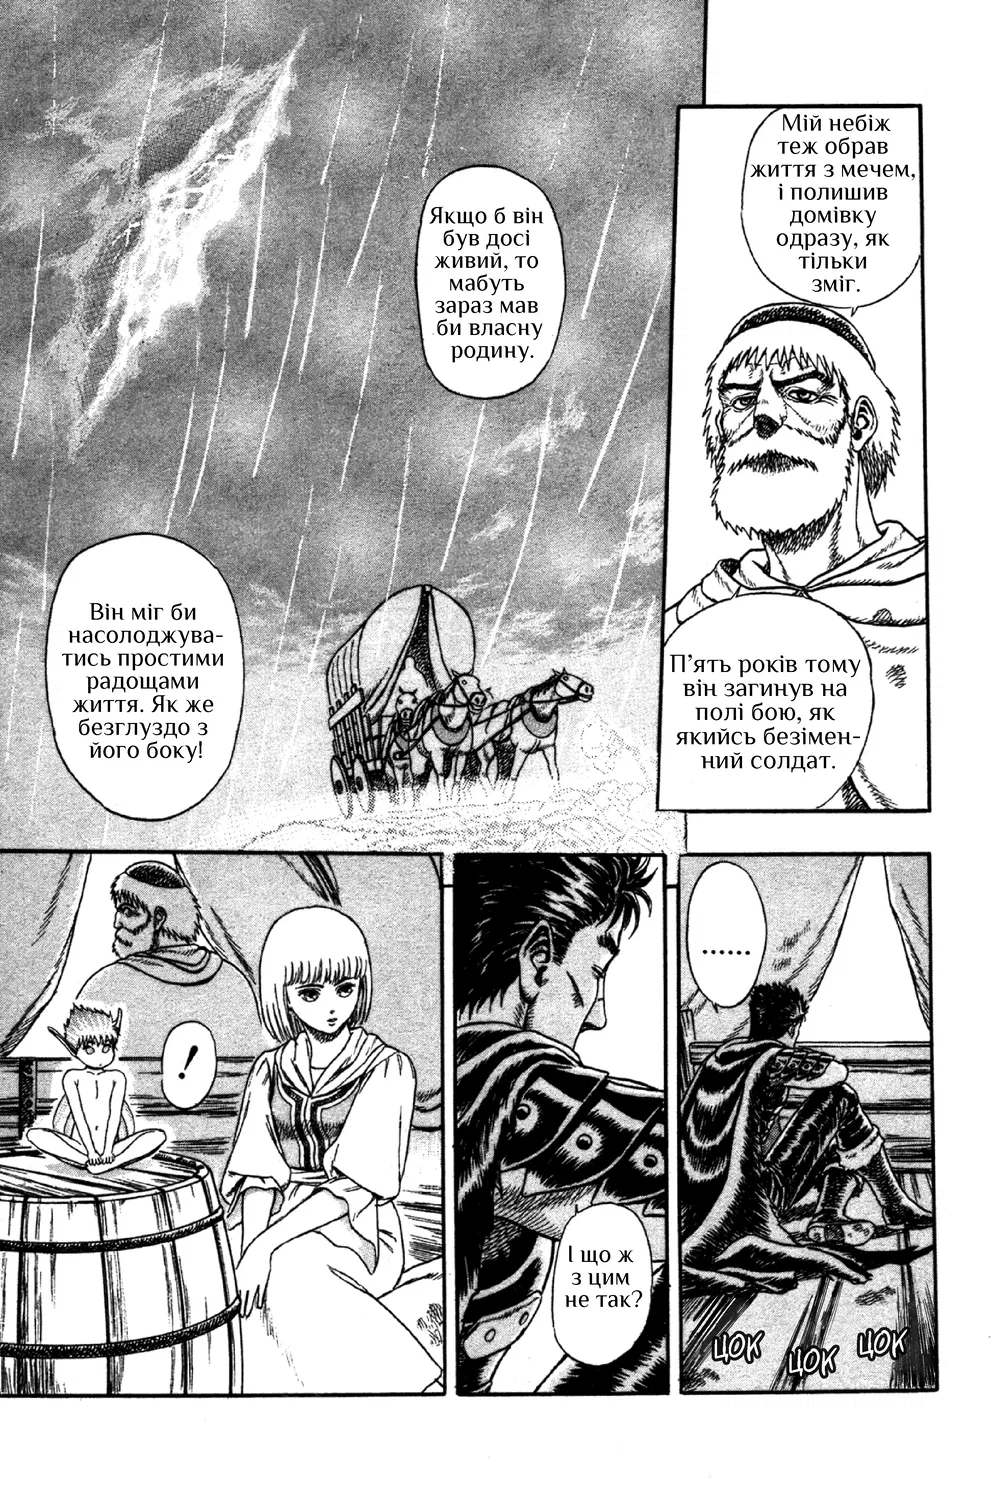 Мій небіж
теж обрав
життя з мечем,
і полишив
домівку
одразу, як
тільки
зміг.
П'ять років тому
він загинув на
полі бою, як
якийсь безімен-
ний солдат.
Якщо б він
був досі
живий, то
мабуть
зараз мав
би власну
родину.
Він міг би
насолоджува-
тись простими
радощами
життя. Як же
безглуздо з
його боку!
......
ЦОК
ЦОК
ЦОК
І що ж
з цим
не так?
!